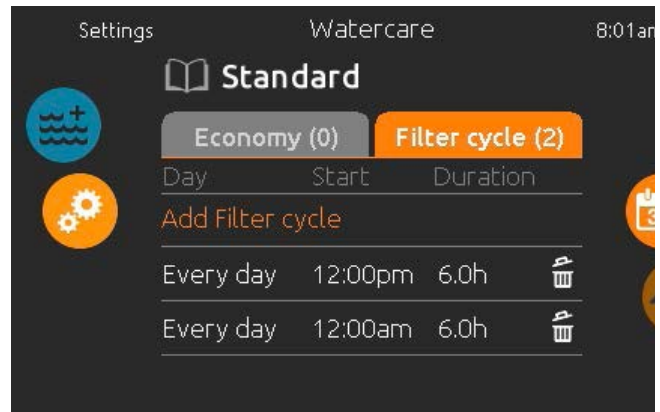 Settings Watercare 8:01am
Standard
Economy (0) Filter cycle (2)
Day Start Duration
Add Filter cycle
Every day 12:00pm 6.0h
Every day 12:00am 6.0h
3